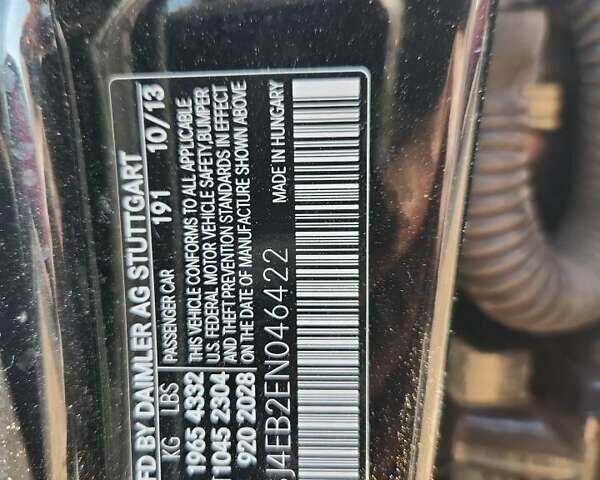 FD BY DAIMLER AG STUTTGART
KG LBS PASSENGER CAR 191 10/13
1965 4332 THIS VEHICLE CONFORMS TO ALL APPLICABLE
U.S. FEDERAL MOTOR VEHICLE SAFETY, BUMPER
1045 2304 AND THEFT PREVENTION STANDARDS IN EFFECT
920 2028 ON THE DATE OF MANUFACTURE SHOWN ABOVE
J4EB2EN046422 MADE IN HUNGARY